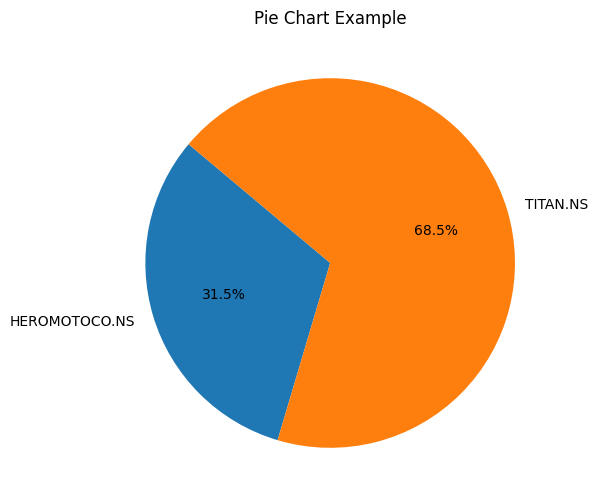 Pie Chart Example
TITAN.NS
68.5%
31.5%
HEROMOTOCO.NS